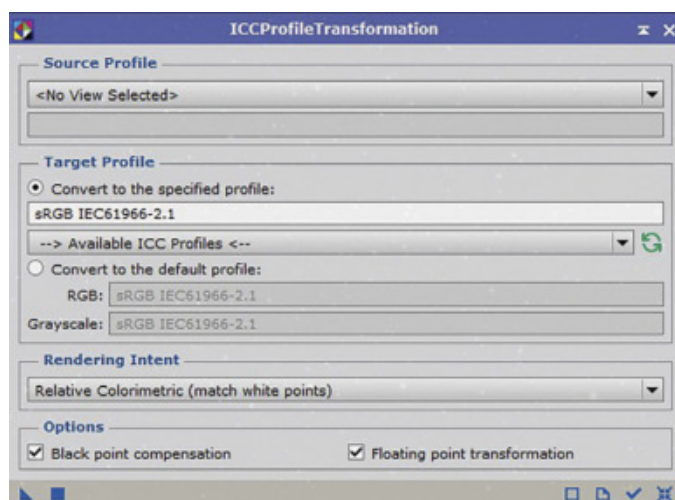 ICCProfileTransformation
Source Profile
<No View Selected>
Target Profile
Convert to the specified profile:
sRGB IEC61966-2.1
--> Available ICC Profiles <--
Convert to the default profile:
RGB: sRGB IEC61966-2.1
Grayscale: sRGB IEC61966-2.1
Rendering Intent
Relative Colorimetric (match white points)
Options
Black point compensation Floating point transformation